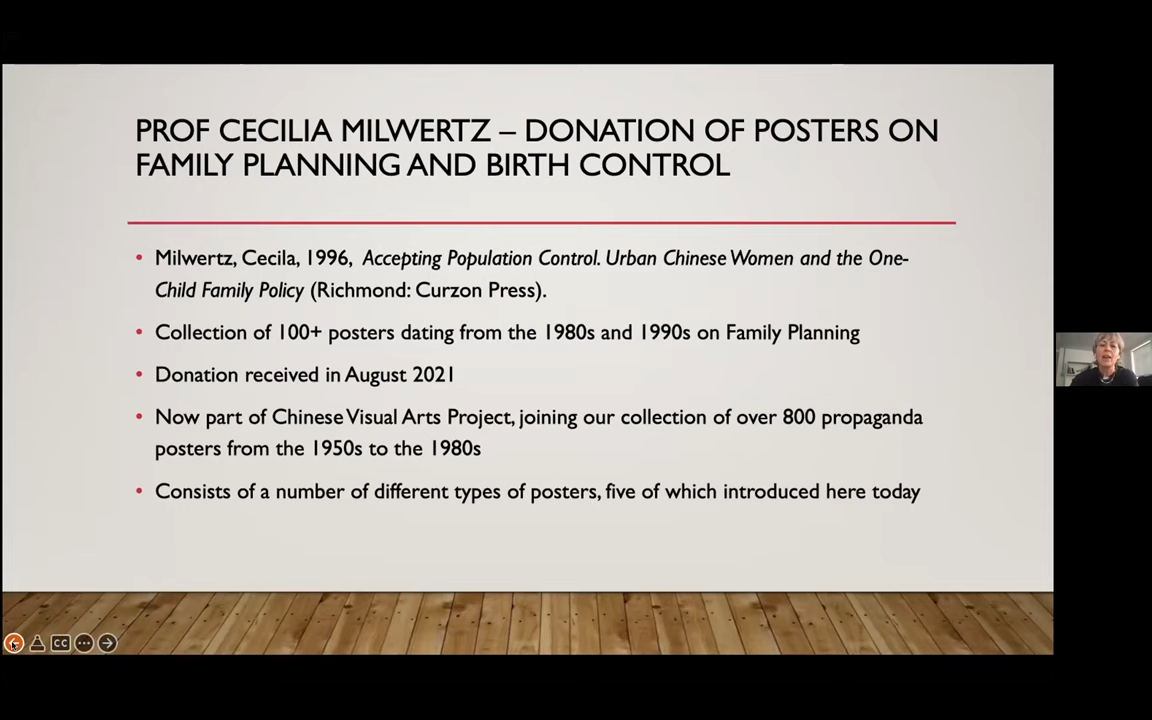 PROF CECILIA MILWERTZ – DONATION OF POSTERS ON
FAMILY PLANNING AND BIRTH CONTROL
• Milwertz, Cecila, 1996, Accepting Population Control. Urban Chinese Women and the One-
Child Family Policy (Richmond: Curzon Press).
• Collection of 100+ posters dating from the 1980s and 1990s on Family Planning
• Donation received in August 2021
• Now part of Chinese Visual Arts Project, joining our collection of over 800 propaganda
posters from the 1950s to the 1980s
• Consists of a number of different types of posters, five of which introduced here today
CC